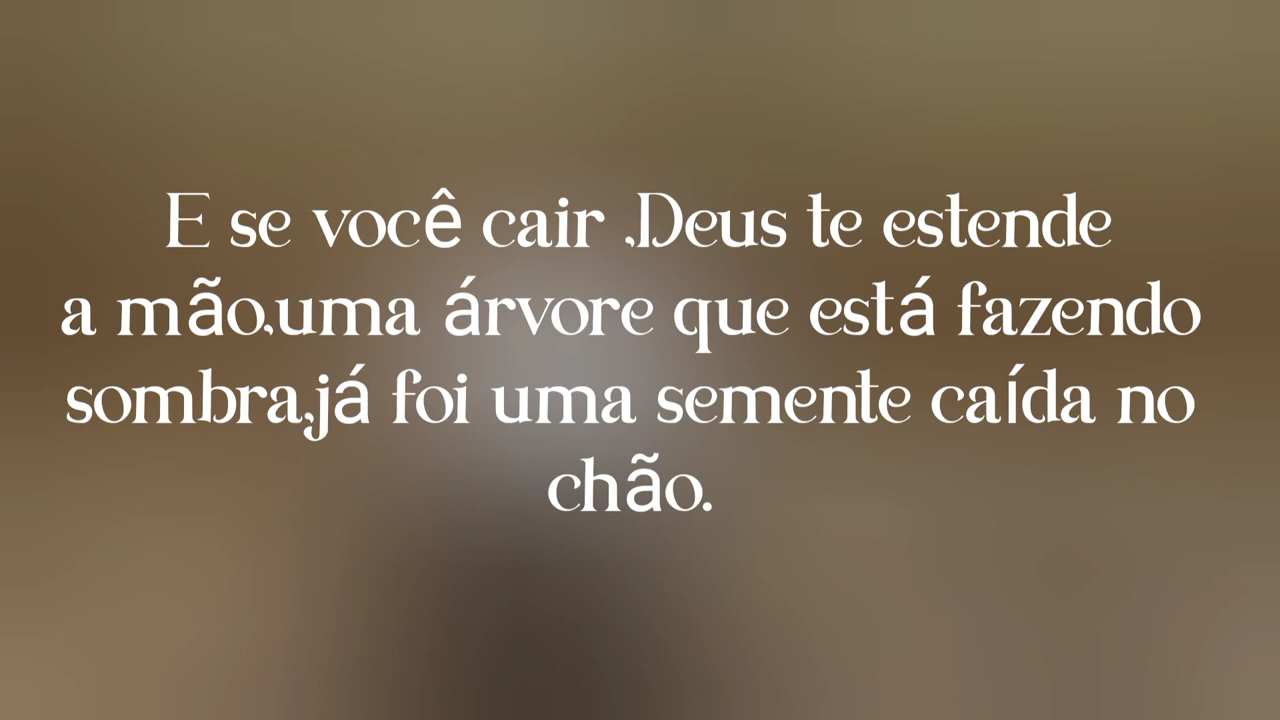 E se você cair ,Deus te estende
a mão,uma árvore que está fazendo
sombra,já foi uma semente caída no
chão.